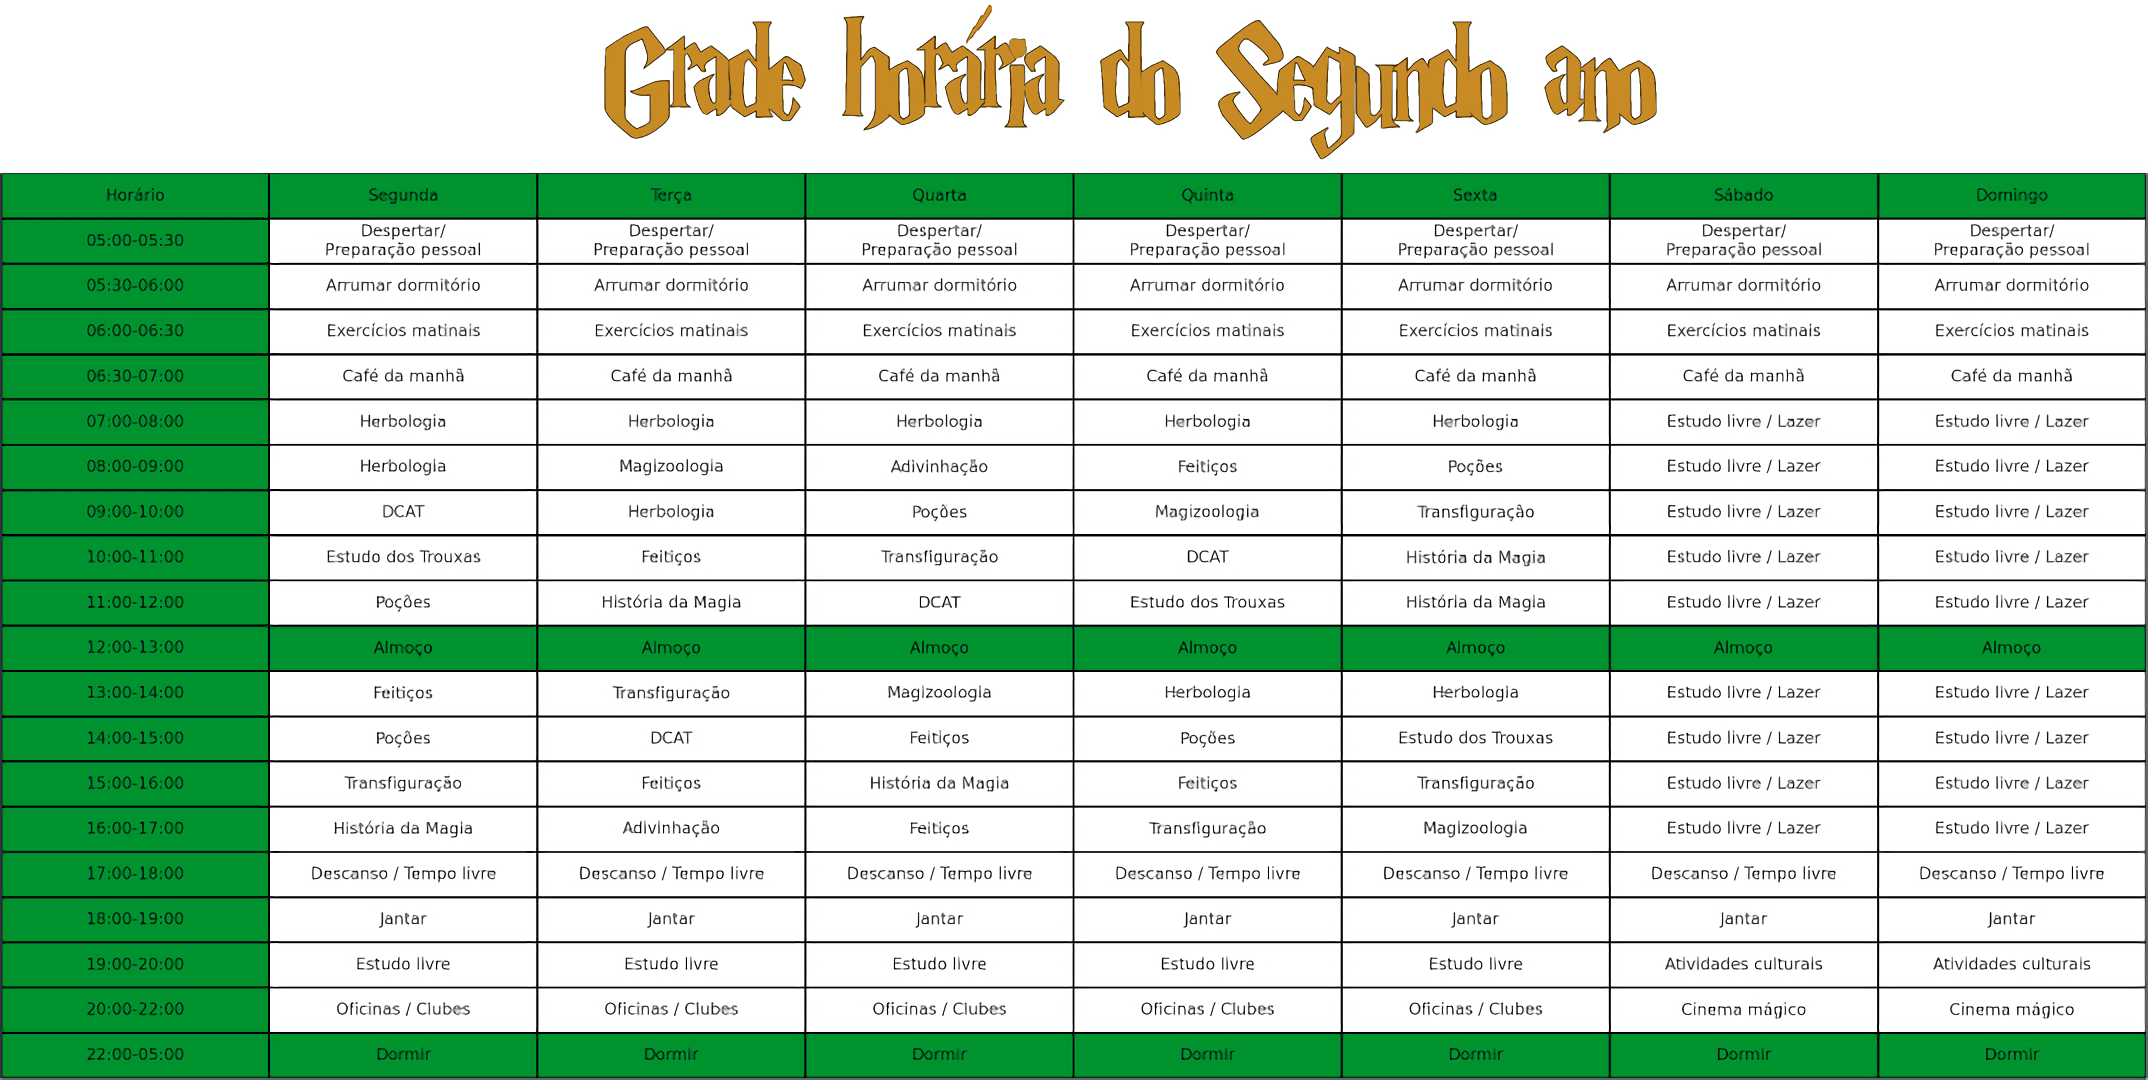 Grade horária do Segundo ano
Horário Segunda Terça Quarta Quinta Sexta Sábado Domingo
05:00-05:30 Despertar/ Preparação pessoal Despertar/ Preparação pessoal Despertar/ Preparação pessoal Despertar/ Preparação pessoal Despertar/ Preparação pessoal Despertar/ Preparação pessoal Despertar/ Preparação pessoal
05:30-06:00 Arrumar dormitório Arrumar dormitório Arrumar dormitório Arrumar dormitório Arrumar dormitório Arrumar dormitório Arrumar dormitório
06:00-06:30 Exercícios matinais Exercícios matinais Exercícios matinais Exercícios matinais Exercícios matinais Exercícios matinais Exercícios matinais
06:30-07:00 Café da manhã Café da manhã Café da manhã Café da manhã Café da manhã Café da manhã Café da manhã
07:00-08:00 Herbologia Herbologia Herbologia Herbologia Herbologia Estudo livre / Lazer Estudo livre / Lazer
08:00-09:00 Herbologia Magizoologia Adivinhação Feitiços Poções Estudo livre / Lazer Estudo livre / Lazer
09:00-10:00 DCAT Herbologia Poções Magizoologia Transfiguração Estudo livre / Lazer Estudo livre / Lazer
10:00-11:00 Estudo dos Trouxas Feitiços Transfiguração DCAT História da Magia Estudo livre / Lazer Estudo livre / Lazer
11:00-12:00 Poções História da Magia DCAT Estudo dos Trouxas História da Magia Estudo livre / Lazer Estudo livre / Lazer
12:00-13:00 Almoço Almoço Almoço Almoço Almoço Almoço Almoço
13:00-14:00 Feitiços Transfiguração Magizoologia Herbologia Herbologia Estudo livre / Lazer Estudo livre / Lazer
14:00-15:00 Poções DCAT Feitiços Poções Estudo dos Trouxas Estudo livre / Lazer Estudo livre / Lazer
15:00-16:00 Transfiguração Feitiços História da Magia Feitiços Transfiguração Estudo livre / Lazer Estudo livre / Lazer
16:00-17:00 História da Magia Adivinhação Feitiços Transfiguração Magizoologia Estudo livre / Lazer Estudo livre / Lazer
17:00-18:00 Descanso / Tempo livre Descanso / Tempo livre Descanso / Tempo livre Descanso / Tempo livre Descanso / Tempo livre Descanso / Tempo livre Descanso / Tempo livre
18:00-19:00 Jantar Jantar Jantar Jantar Jantar Jantar Jantar
19:00-20:00 Estudo livre Estudo livre Estudo livre Estudo livre Estudo livre Atividades culturais Atividades culturais
20:00-22:00 Oficinas / Clubes Oficinas / Clubes Oficinas / Clubes Oficinas / Clubes Oficinas / Clubes Cinema mágico Cinema mágico
22:00-05:00 Dormir Dormir Dormir Dormir Dormir Dormir Dormir